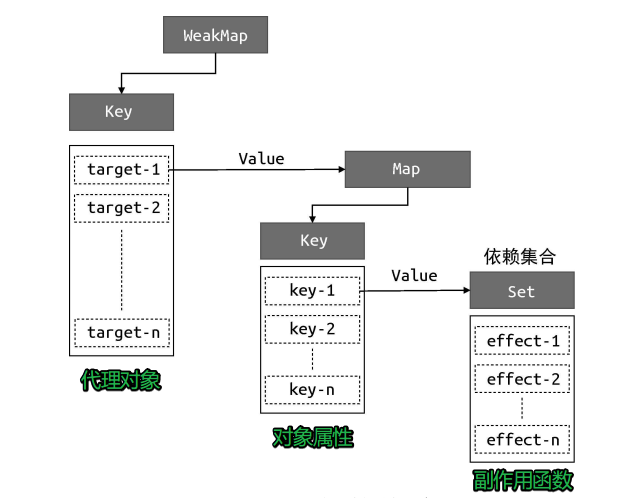 WeakMap
Key
target-1
target-2
target-n
代理对象
Value
Map
Key
key-1
key-2
key-n
对象属性
Value
依赖集合
Set
effect-1
effect-2
effect-n
副作用函数